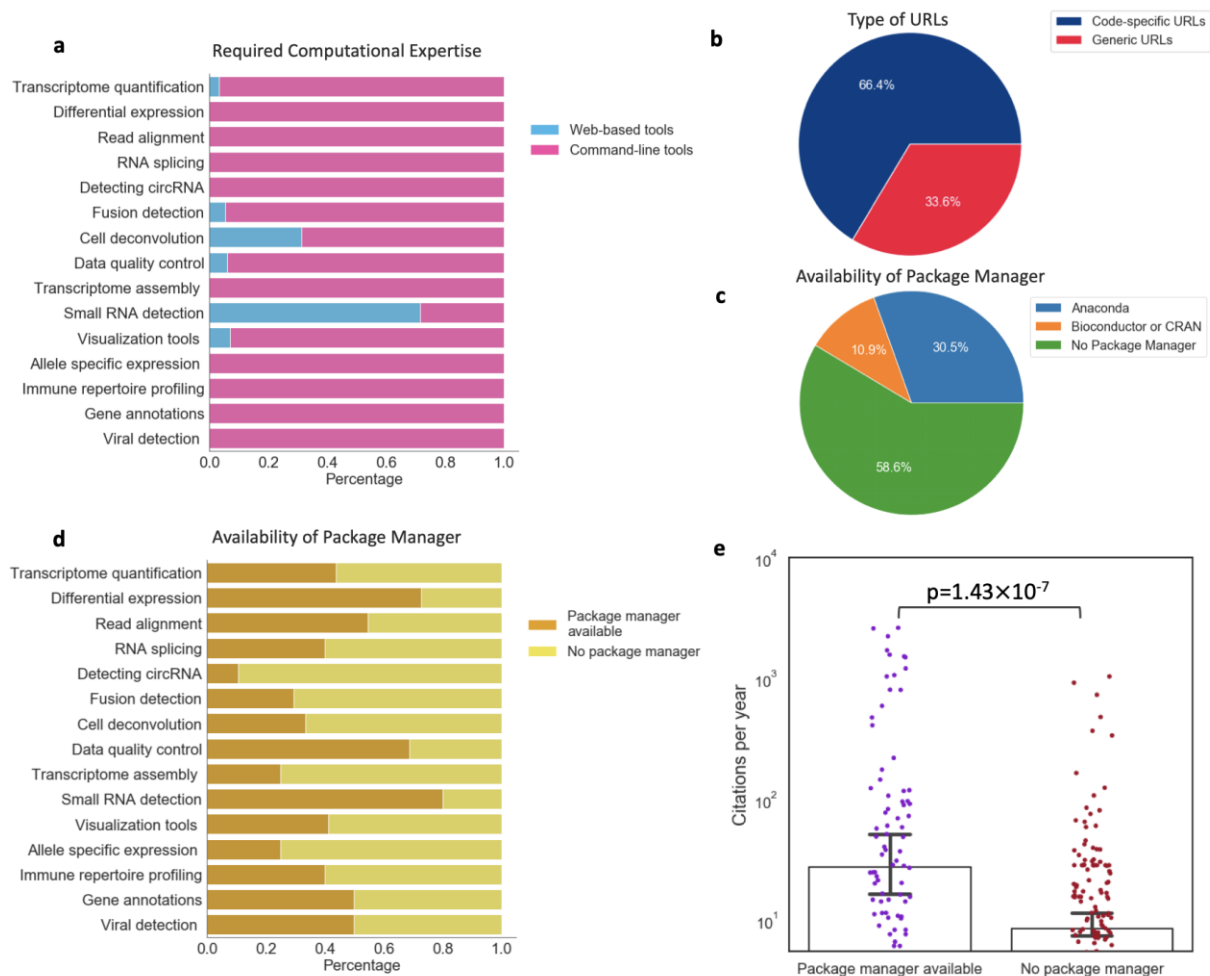 a
Required Computational Expertise
Transcriptome quantification
Differential expression
Read alignment
RNA splicing
Detecting circRNA
Fusion detection
Cell deconvolution
Data quality control
Transcriptome assembly
Small RNA detection
Visualization tools
Allele specific expression
Immune repertoire profiling
Gene annotations
Viral detection
0.0 0.2 0.4 0.6 0.8 1.0
Percentage
Web-based tools
Command-line tools
b
Type of URLs
Code-specific URLs
Generic URLs
66.4%
33.6%
c
Availability of Package Manager
Anaconda
Bioconductor or CRAN
No Package Manager
10.9%
30.5%
58.6%
d
Availability of Package Manager
Transcriptome quantification
Differential expression
Read alignment
RNA splicing
Detecting circRNA
Fusion detection
Cell deconvolution
Data quality control
Transcriptome assembly
Small RNA detection
Visualization tools
Allele specific expression
Immune repertoire profiling
Gene annotations
Viral detection
0.0 0.2 0.4 0.6 0.8 1.0
Percentage
Package manager
available
No package manager
e
p=1.43×10⁻⁷
Citations per year
10⁴
10³
10²
10¹
Package manager available
No package manager